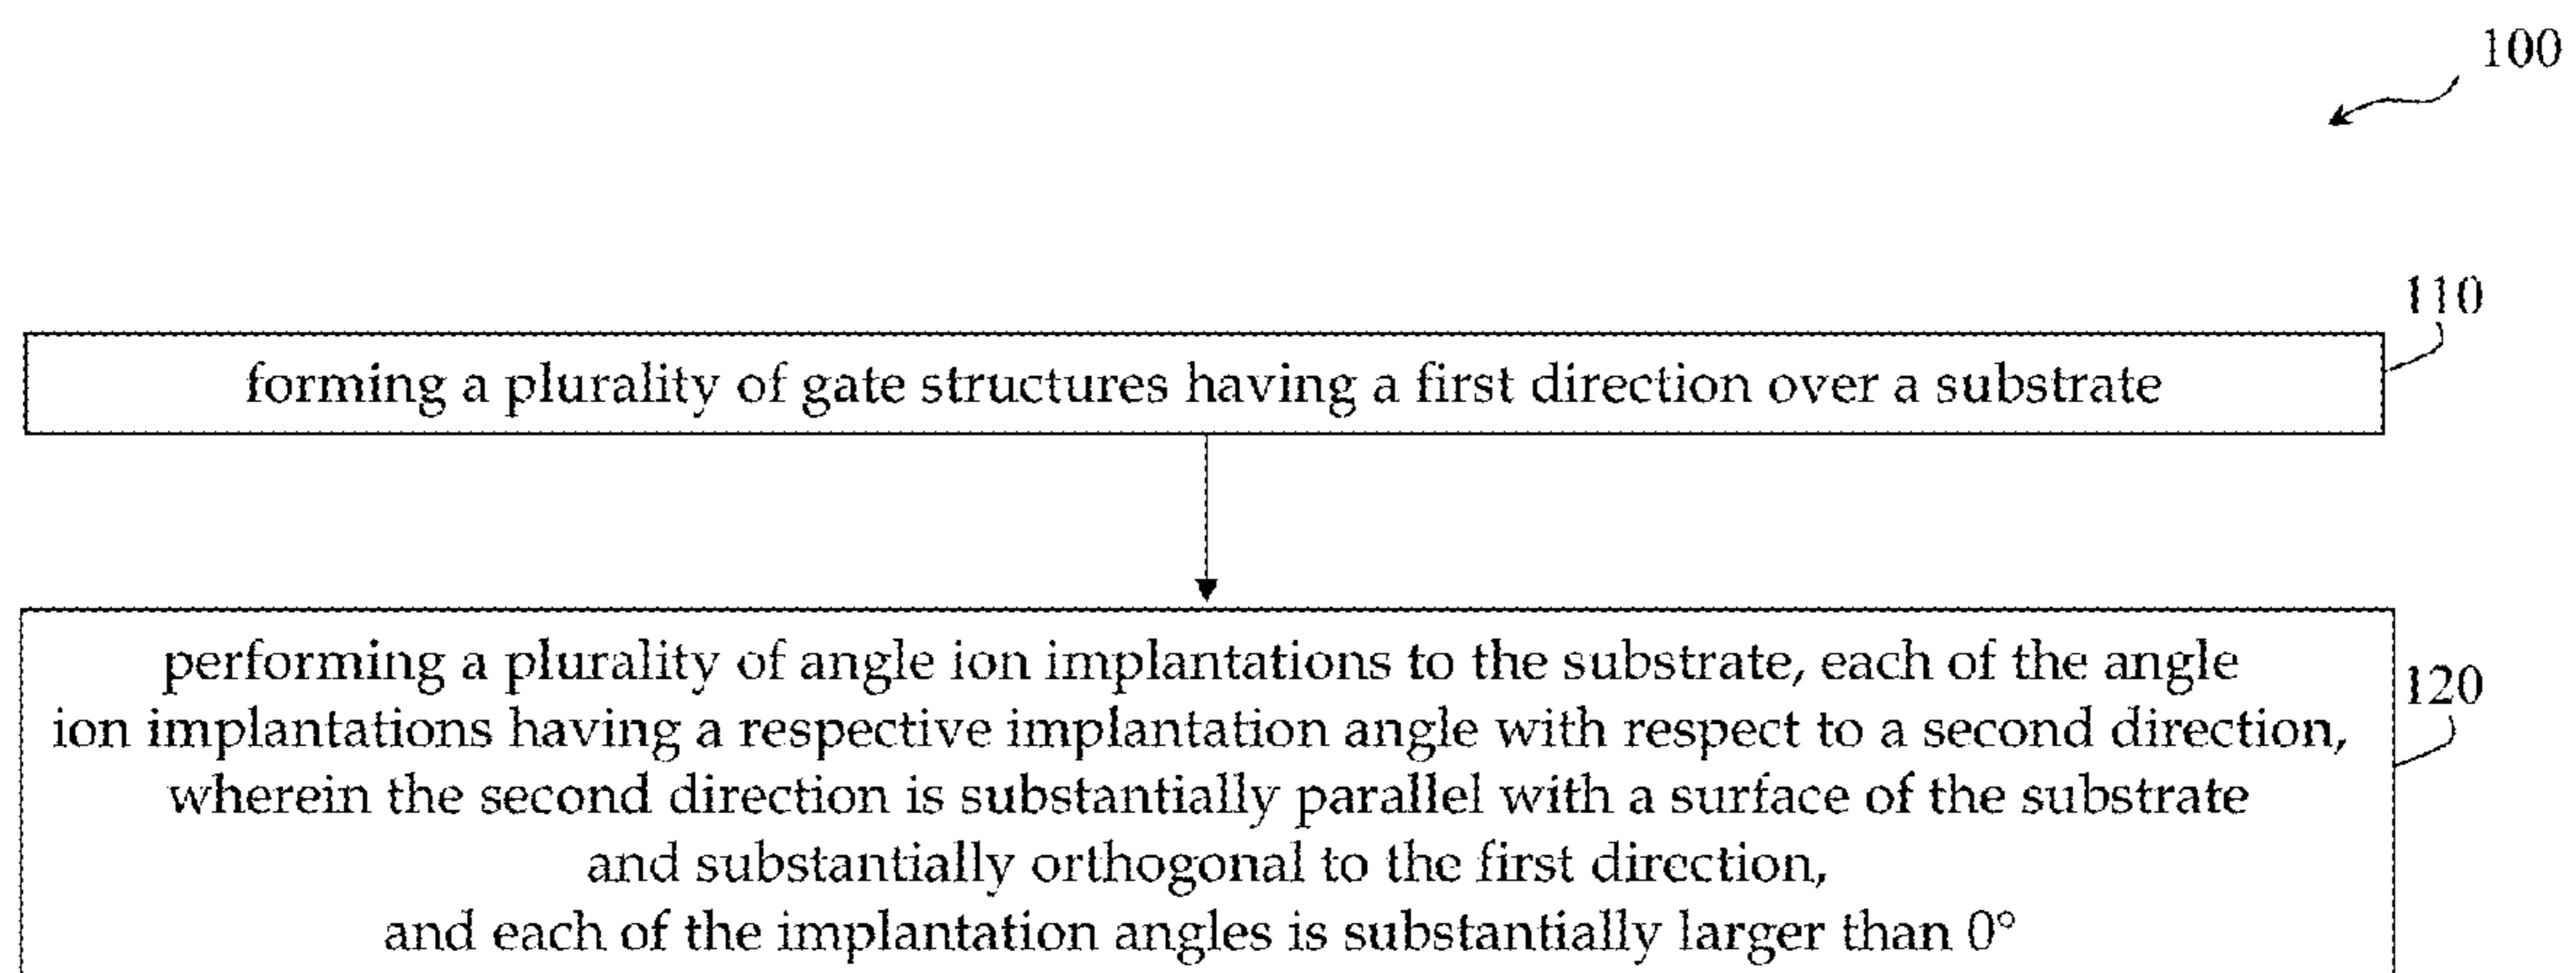 100
110
forming a plurality of gate structures having a first direction over a substrate
performing a plurality of angle ion implantations to the substrate, each of the angle
120
ion implantations having a respective implantation angle with respect to a second direction,
wherein the second direction is substantially parallel with a surface of the substrate
and substantially orthogonal to the first direction,
and each of the implantation angles is substantially larger than 0°